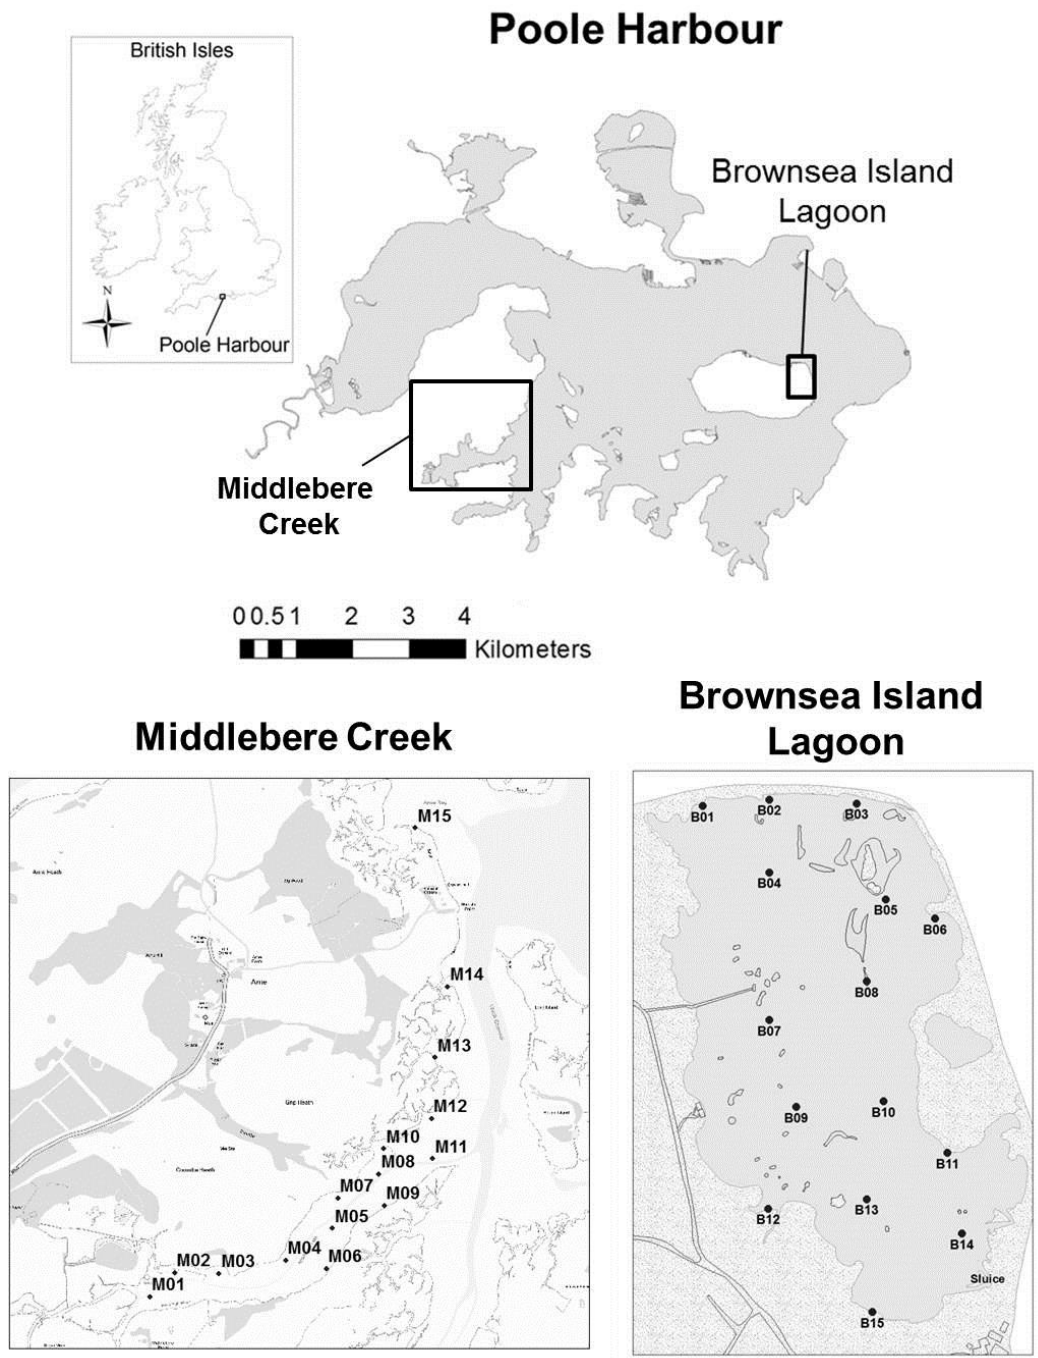 Poole Harbour
British Isles
N
Poole Harbour
Brownsea Island
Lagoon
Middlebere
Creek
0 0.5 1 2 3 4
Kilometers
Middlebere Creek
M15
M14
M13
M12
M10
M11
M08
M07
M09
M05
M04
M06
M02
M03
M01
Arne
Brownsea Island
Lagoon
B01
B02
B03
B04
B05
B06
B08
B07
B09
B10
B11
B12
B13
B14
Sluice
B15